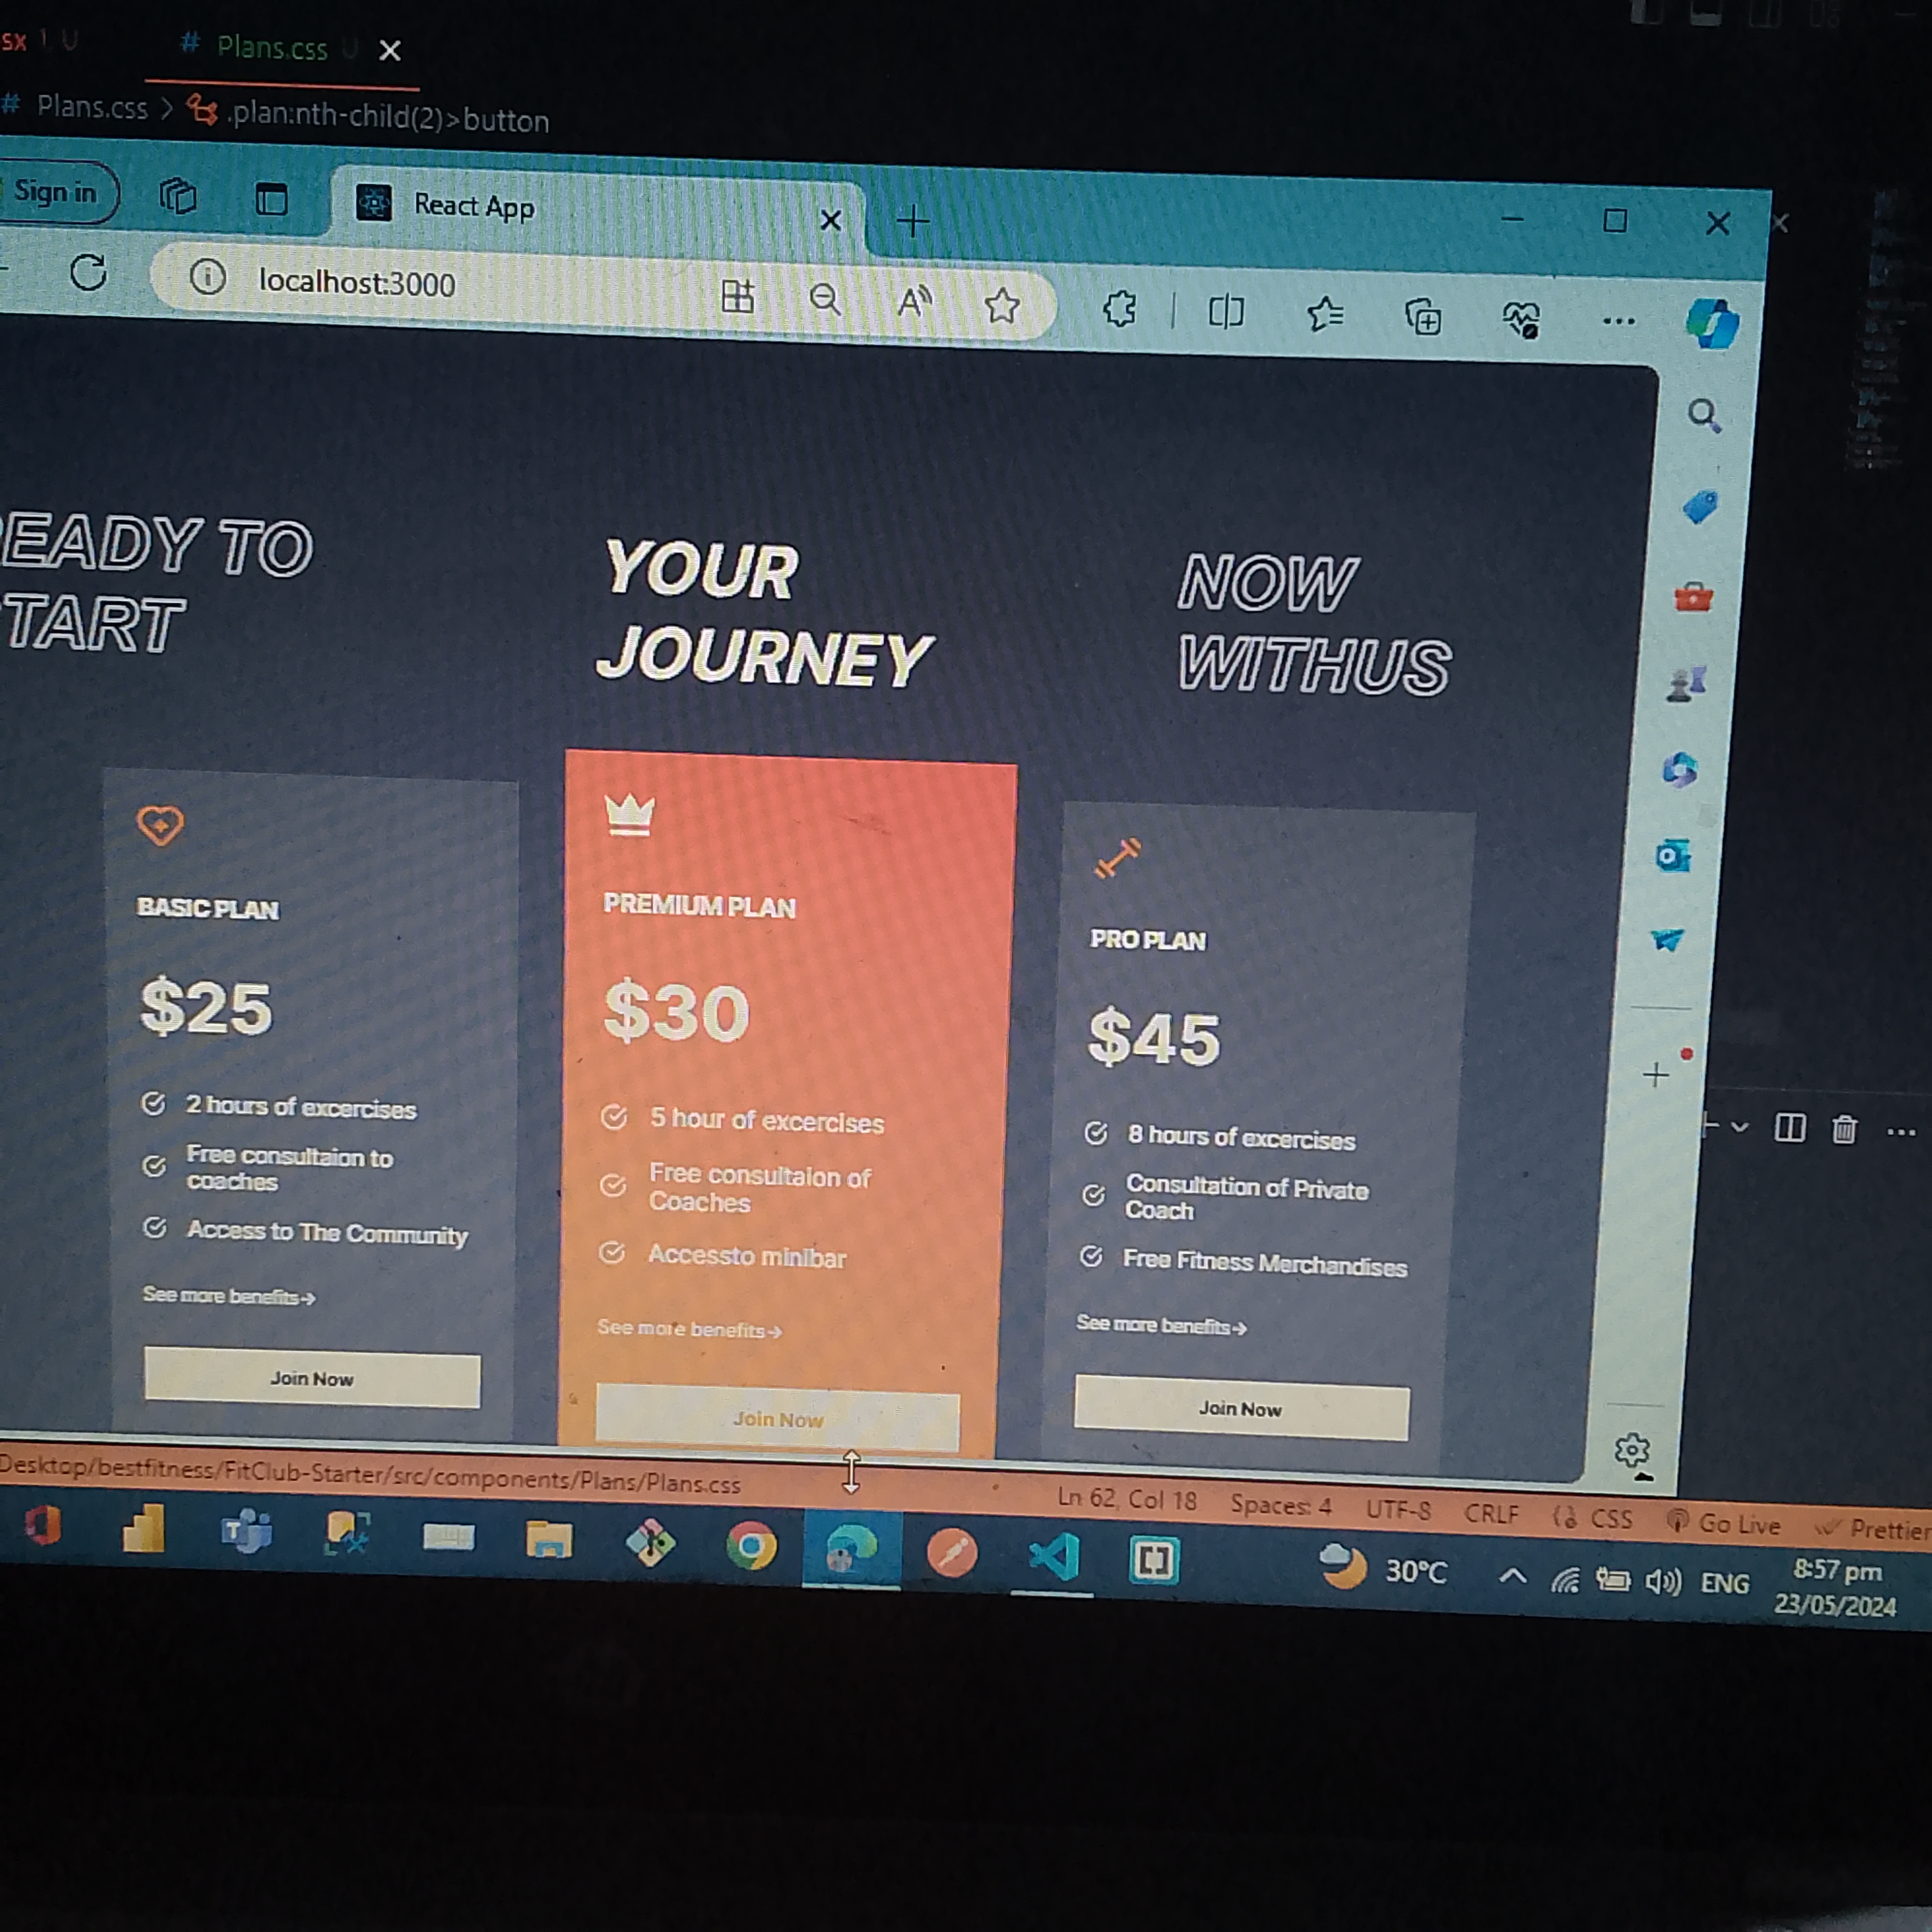 sx 1, U
# Plans.css U
# Plans.css > .plan:nth-child(2)>button
Sign in
React App
localhost:3000
EADY TO
TART
YOUR
JOURNEY
NOW
WITHUS
BASIC PLAN
$25
2 hours of excercises
Free consultaion to
coaches
Access to The Community
See more benefits->
Join Now
PREMIUM PLAN
$30
5 hour of excercises
Free consultaion of
Coaches
Accessto minibar
See more benefits->
Join Now
PRO PLAN
$45
8 hours of excercises
Consultation of Private
Coach
Free Fitness Merchandises
See more benefits->
Join Now
Desktop/bestfitness/FitClub-Starter/src/components/Plans/Plans.css
Ln 62, Col 18 Spaces: 4 UTF-8 CRLF CSS Go Live Prettier
30°C
ENG
8:57 pm
23/05/2024